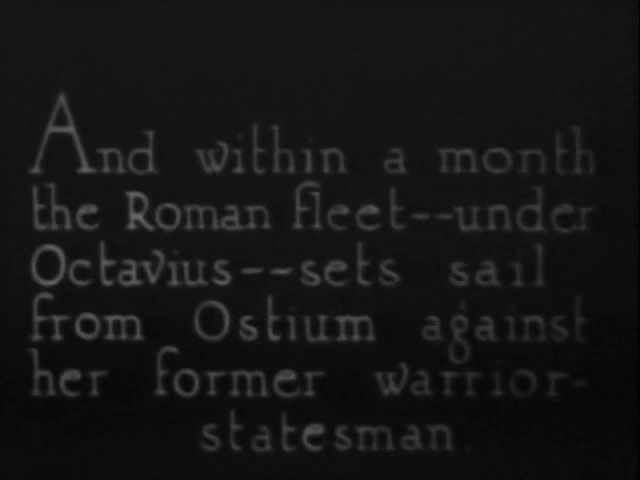 And within a month
the Roman fleet--under
Octavius--sets sail
from Ostium against
her former warrior-
statesman.